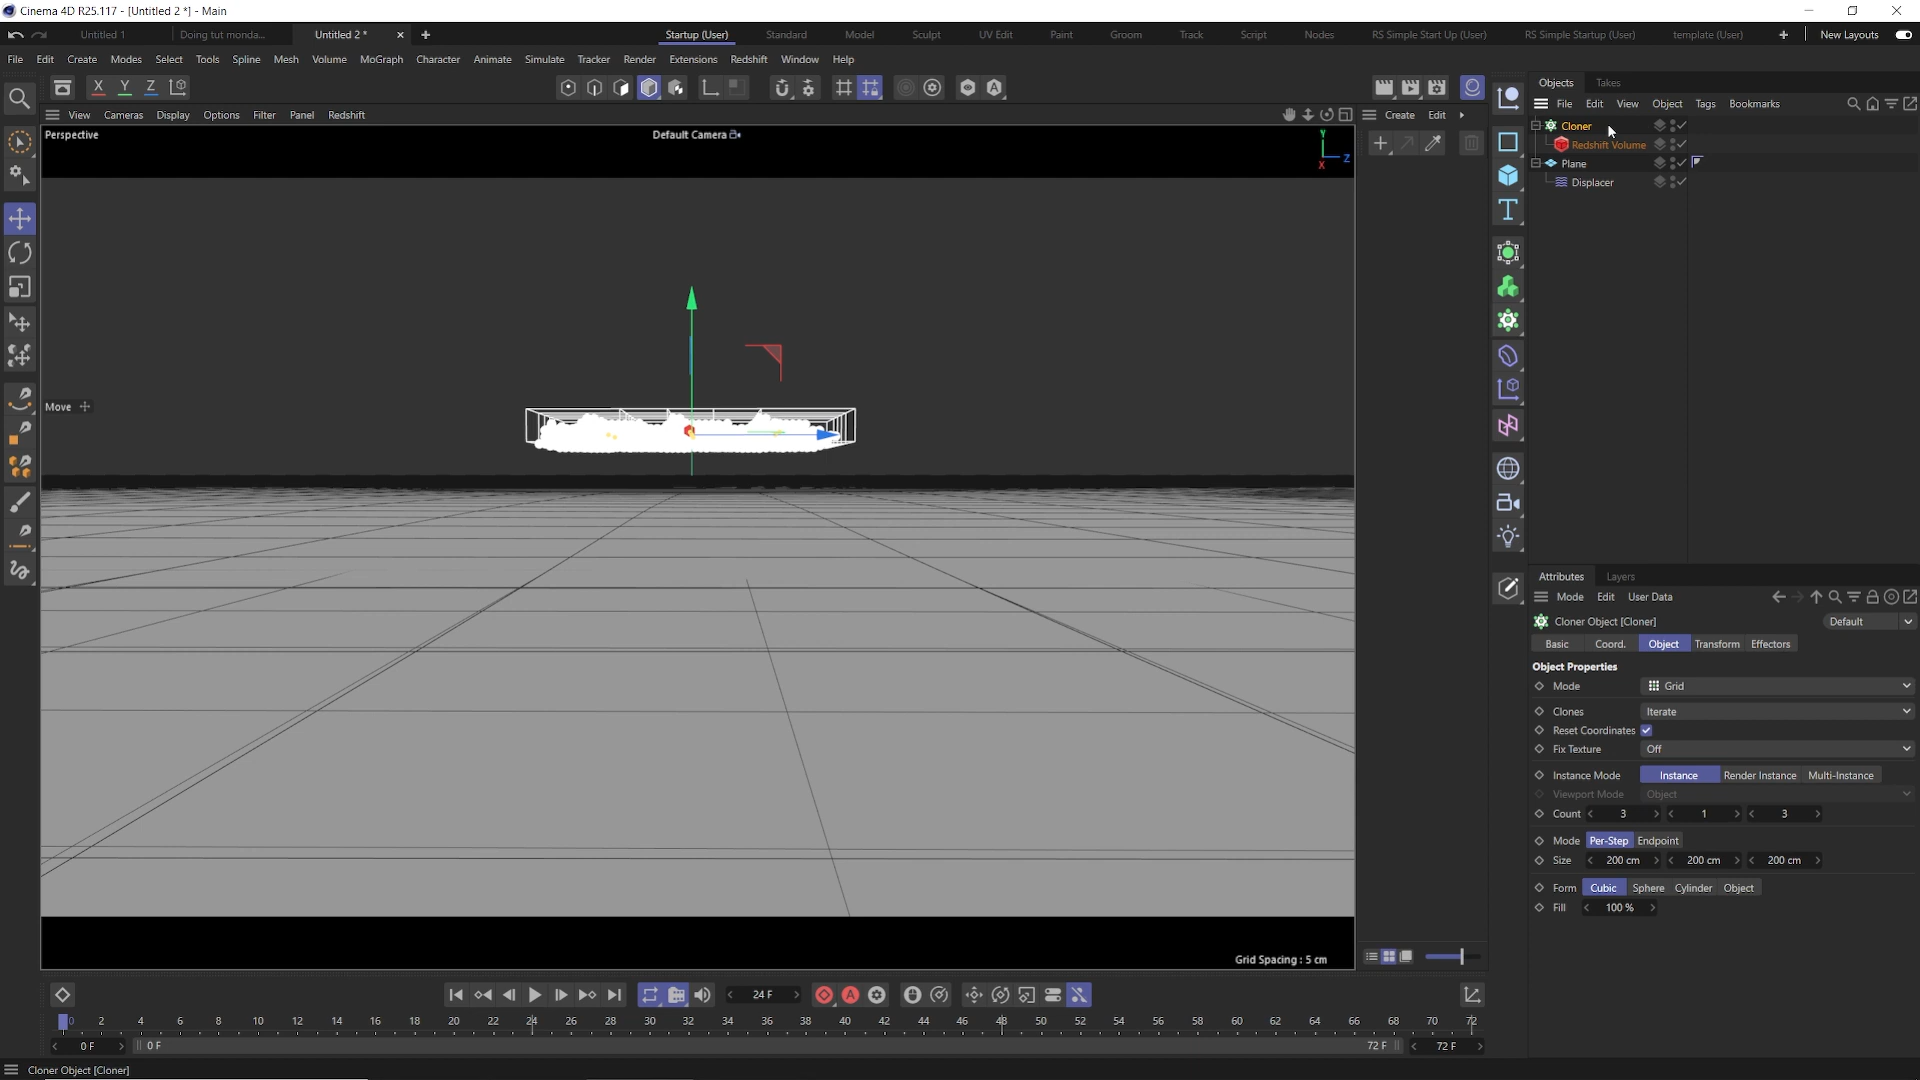 Cinema 4D R25.117 - [Untitled 2 *] - Main
Untitled 1
Doing tut monda...
Untitled 2 *
Startup (User)
Standard
Model
Sculpt
UV Edit
Paint
Groom
Track
Script
Nodes
RS Simple Start Up (User)
RS Simple Startup (User)
template (User)
New Layouts
File Edit Create Modes Select Tools Spline Mesh Volume MoGraph Character Animate Simulate Tracker Render Extensions Redshift Window Help
X Y Z
View Cameras Display Options Filter Panel Redshift
Create Edit
Perspective
Default Camera
Y
Z
X
Move
Grid Spacing : 5 cm
Objects Takes
File Edit View Object Tags Bookmarks
Cloner
Redshift Volume
Plane
Displacer
Attributes Layers
Mode Edit User Data
Cloner Object [Cloner]
Default
Basic Coord. Object Transform Effectors
Object Properties
Mode Grid
Clones Iterate
Reset Coordinates
Fix Texture Off
Instance Mode Instance Render Instance Multi-Instance
Viewport Mode Object
Count 3 1 3
Mode Per-Step Endpoint
Size 200 cm 200 cm 200 cm
Form Cubic Sphere Cylinder Object
Fill 100 %
24 F
0 2 4 6 8 10 12 14 16 18 20 22 24 26 28 30 32 34 36 38 40 42 44 46 48 50 52 54 56 58 60 62 64 66 68 70 72
0 F
0 F
72 F
72 F
Cloner Object [Cloner]